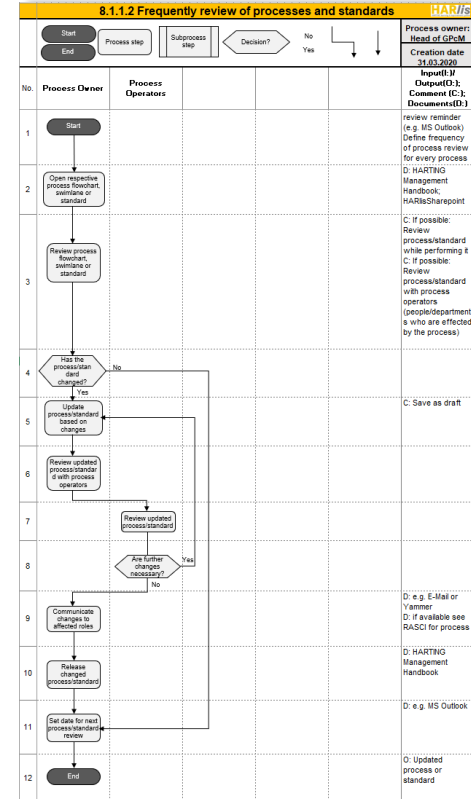 8.1.1.2 Frequently review of processes and standards
HARlis
Start
End
Process step
Subprocess
step
Decision?
No
Yes
Process owner:
Head of GPcM
Creation date
31.03.2020
No.
Process Owner
Process
Operators
Input(I:)/
Output(O:);
Comment (C:);
Documents(D:)
1
Start
review reminder
(e.g. MS Outlook)
Define frequency
of process review
for every process
2
Open respective
process flowchart,
swimlane or
standard
D: HARTING
Management
Handbook;
HARlisSharepoint
3
Review process
flowchart,
swimlane or
standard
C: If possible:
Review
process/standard
while performing it
C: If possible:
Review
process/standard
with process
operators
(people/department
s who are effected
by the process)
4
Has the
process/stan
dard
changed?
No
Yes
5
Update
process/standard
based on
changes
C: Save as draft
6
Review updated
process/standar
d with process
operators
7
Review updated
process/standard
8
Are further
changes
necessary?
Yes
No
9
Communicate
changes to
affected roles
D: e.g. E-Mail or
Yammer
D: if available see
RASCI for process
10
Release
changed
process/standard
D: HARTING
Management
Handbook
11
Set date for next
process/standard
review
D: e.g. MS Outlook
12
End
O: Updated
process or
standard